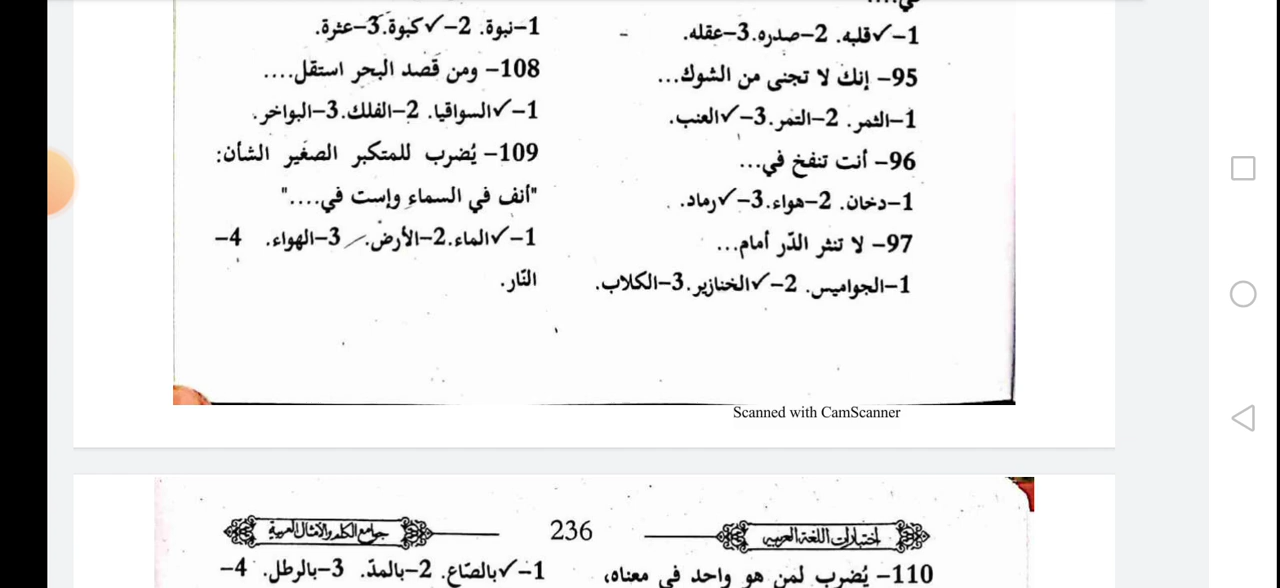 في....
1-✓قلبه. 2-صدره.3-عقله.
95- إنك لا تجنى من الشوك...
1-الثمر. 2-التمر.3-✓العنب.
96- أنت تنفخ في...
1-دخان. 2-هواء.3-✓رماد.
97- لا تنثر الدّر أمام...
1-الجواميس. 2-✓الخنازير.3-الكلاب.
1-نبوة. 2-✓كبوة.3-عثرة.
108- ومن قصد البحر استقل....
1-✓السواقيا. 2-الفلك.3-البواخر.
109- يُضرب للمتكبر الصغير الشأن:
"أنف في السماء وإست في...."
1-✓الماء.2-الأرض. 3-الهواء. 4-
النّار.
Scanned with CamScanner
اختبارات اللغة العربية
236
جوامع الكلم والأمثال العربية
110- يُضرب لمن هو واحد في معناه،
1-✓بالصّاع. 2-بالمدّ. 3-بالرطل. 4-